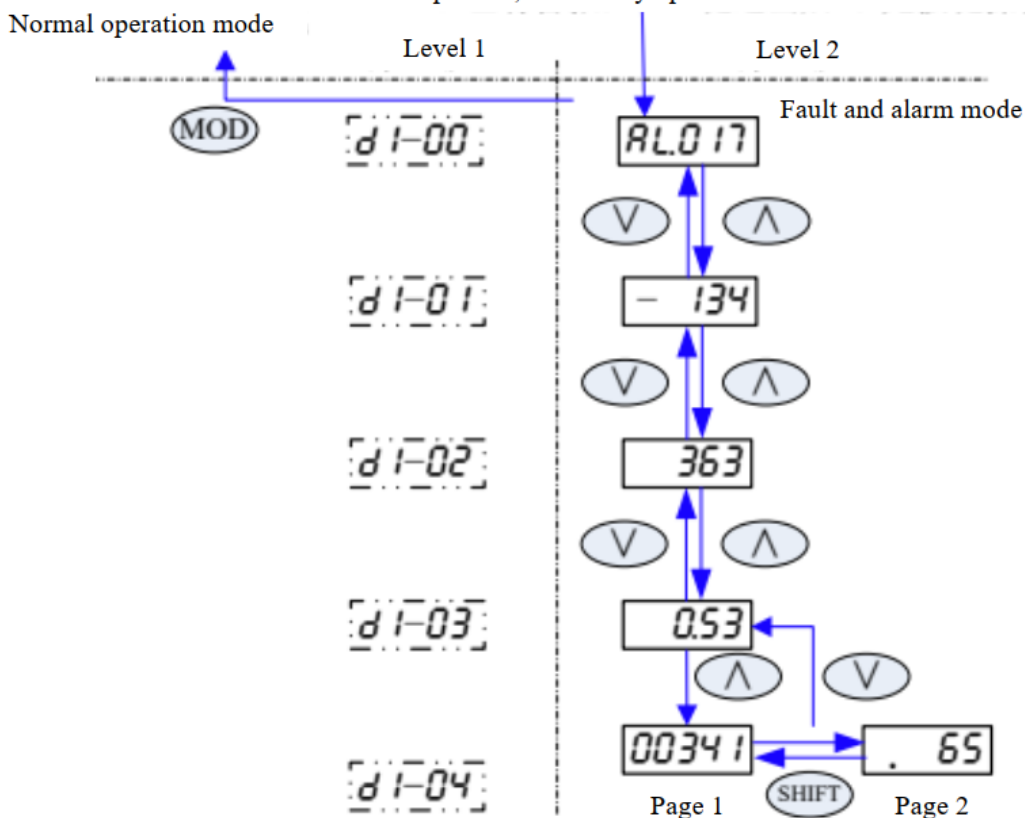 Normal operation mode
Level 1
Level 2
Fault and alarm mode
MOD
d1-00
AL.017
V
Λ
d1-01
- 134
V
Λ
d1-02
363
V
Λ
d1-03
0.53
Λ
V
00341
. 65
d1-04
SHIFT
Page 1
Page 2